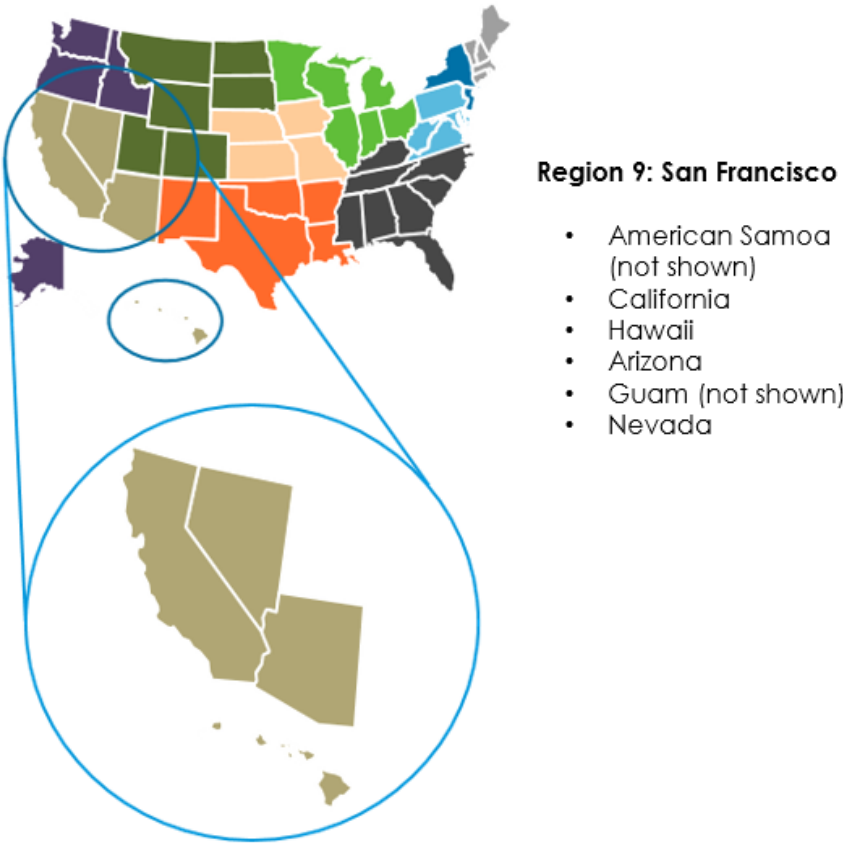 Region 9: San Francisco
• American Samoa
(not shown)
• California
• Hawaii
• Arizona
• Guam (not shown)
• Nevada